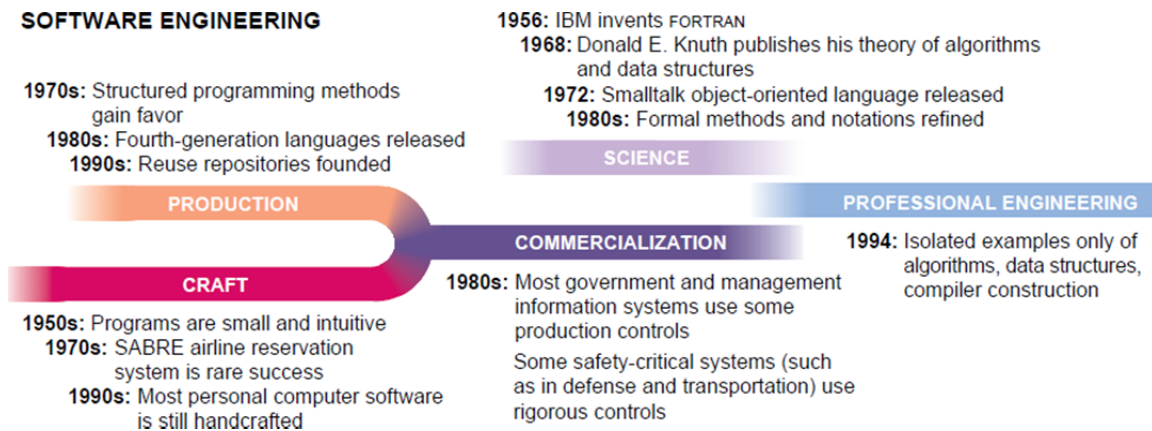 SOFTWARE ENGINEERING
1970s: Structured programming methods
gain favor
1980s: Fourth-generation languages released
1990s: Reuse repositories founded
PRODUCTION
CRAFT
1950s: Programs are small and intuitive
1970s: SABRE airline reservation
system is rare success
1990s: Most personal computer software
is still handcrafted
1956: IBM invents FORTRAN
1968: Donald E. Knuth publishes his theory of algorithms
and data structures
1972: Smalltalk object-oriented language released
1980s: Formal methods and notations refined
SCIENCE
COMMERCIALIZATION
1980s: Most government and management
information systems use some
production controls
Some safety-critical systems (such
as in defense and transportation) use
rigorous controls
PROFESSIONAL ENGINEERING
1994: Isolated examples only of
algorithms, data structures,
compiler construction